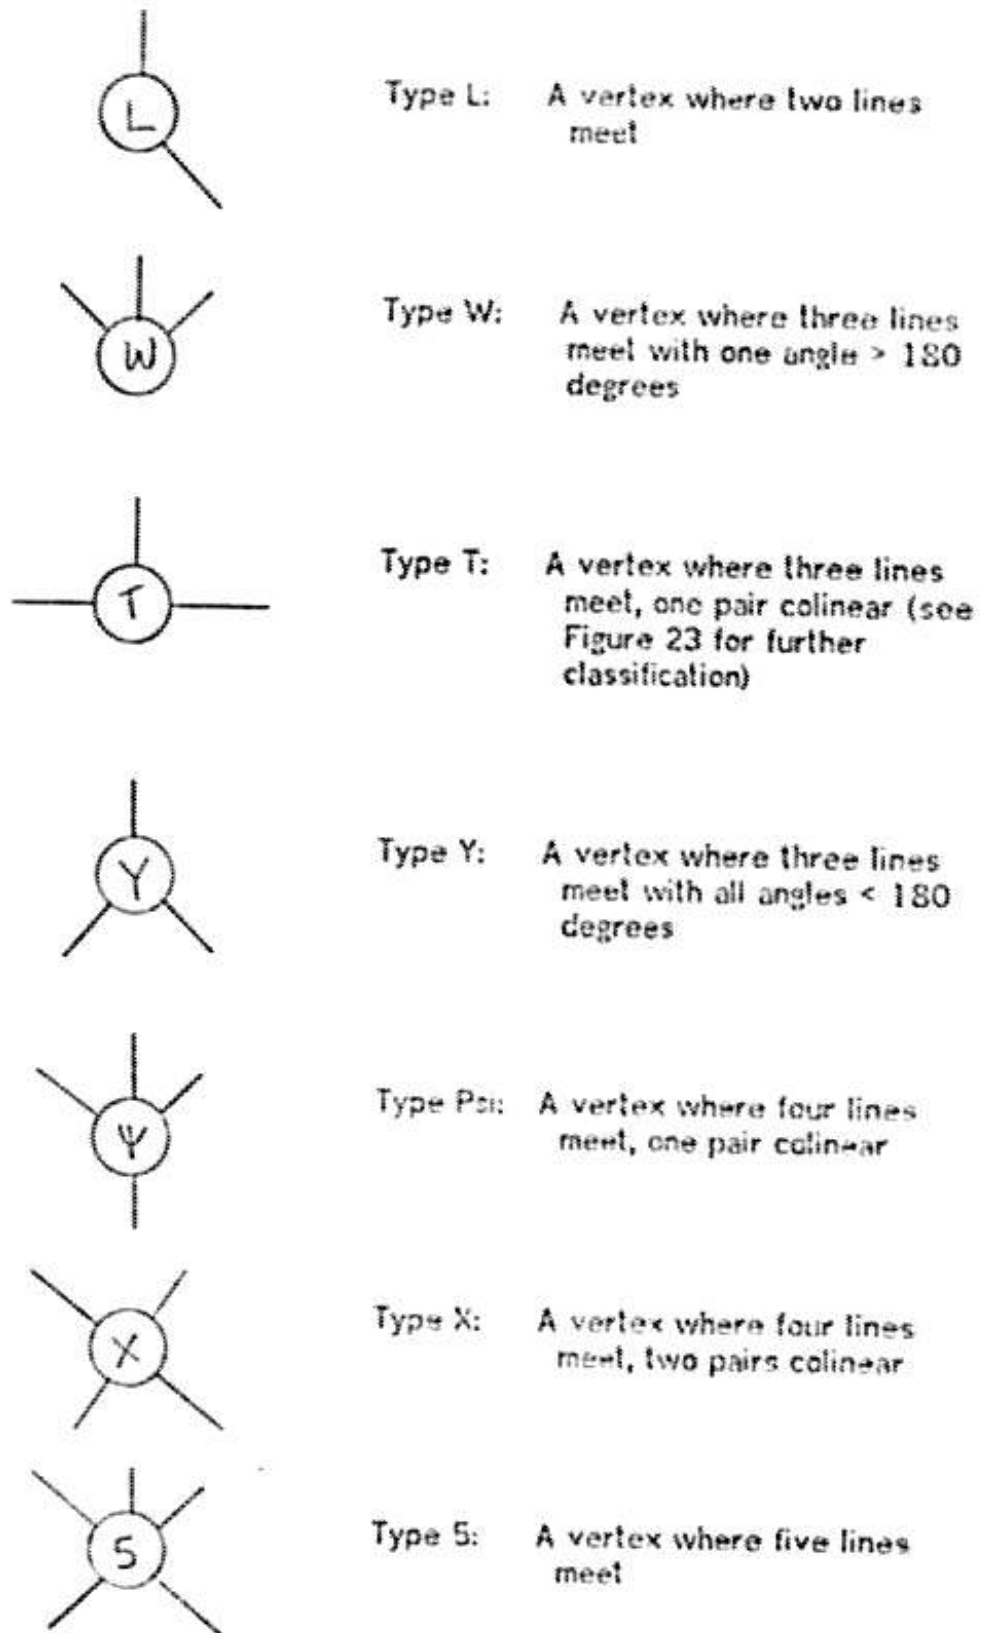 L
Type L: A vertex where two lines
meet
W
Type W: A vertex where three lines
meet with one angle > 180
degrees
T
Type T: A vertex where three lines
meet, one pair colinear (see
Figure 23 for further
classification)
Y
Type Y: A vertex where three lines
meet with all angles < 180
degrees
Ψ
Type Psi: A vertex where four lines
meet, one pair colinear
X
Type X: A vertex where four lines
meet, two pairs colinear
5
Type 5: A vertex where five lines
meet